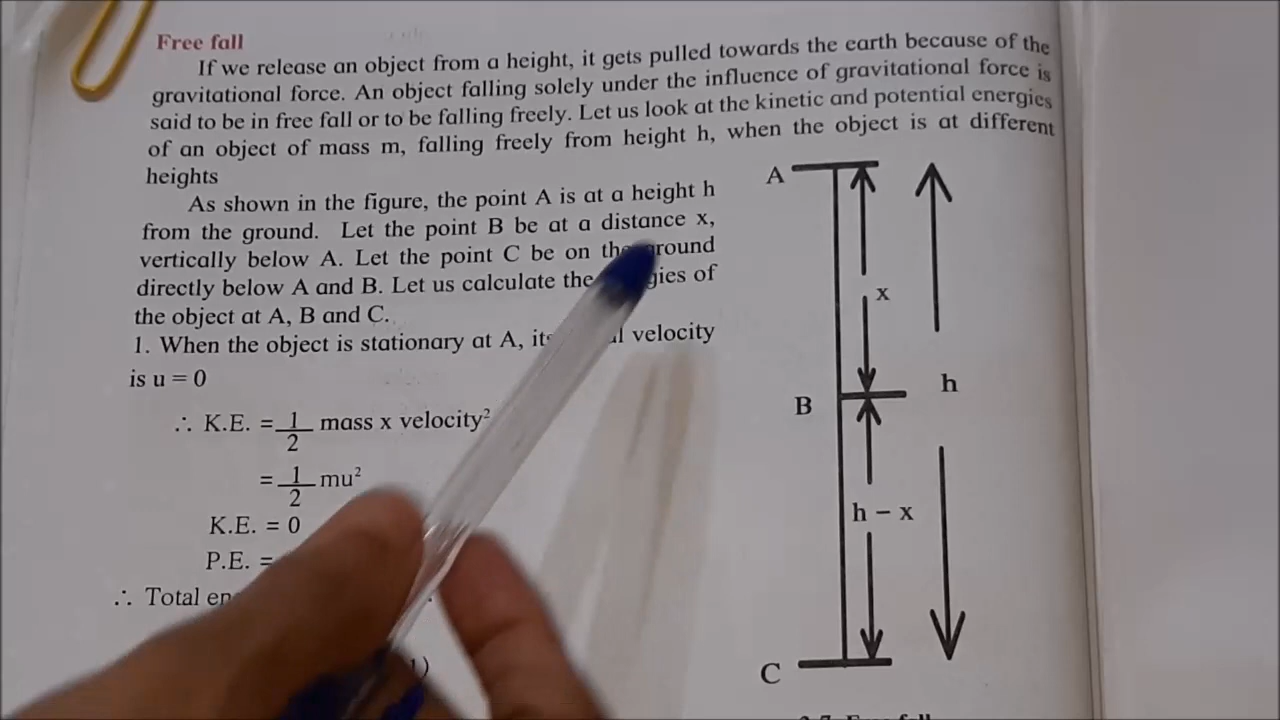 Free fall
If we release an object from a height, it gets pulled towards the earth because of the
gravitational force. An object falling solely under the influence of gravitational force is
said to be in free fall or to be falling freely. Let us look at the kinetic and potential energies
of an object of mass m, falling freely from height h, when the object is at different
heights
As shown in the figure, the point A is at a height h
from the ground. Let the point B be at a distance x,
vertically below A. Let the point C be on the ground
directly below A and B. Let us calculate the of
the object at A, B and C.
1. When the object is stationary at A, velocity
is u = 0
∴ K.E. = 1/2 mass x velocity²
= 1/2 mu²
K.E. = 0
P.E. =
∴ Total
A
x
h
B
h – x
C